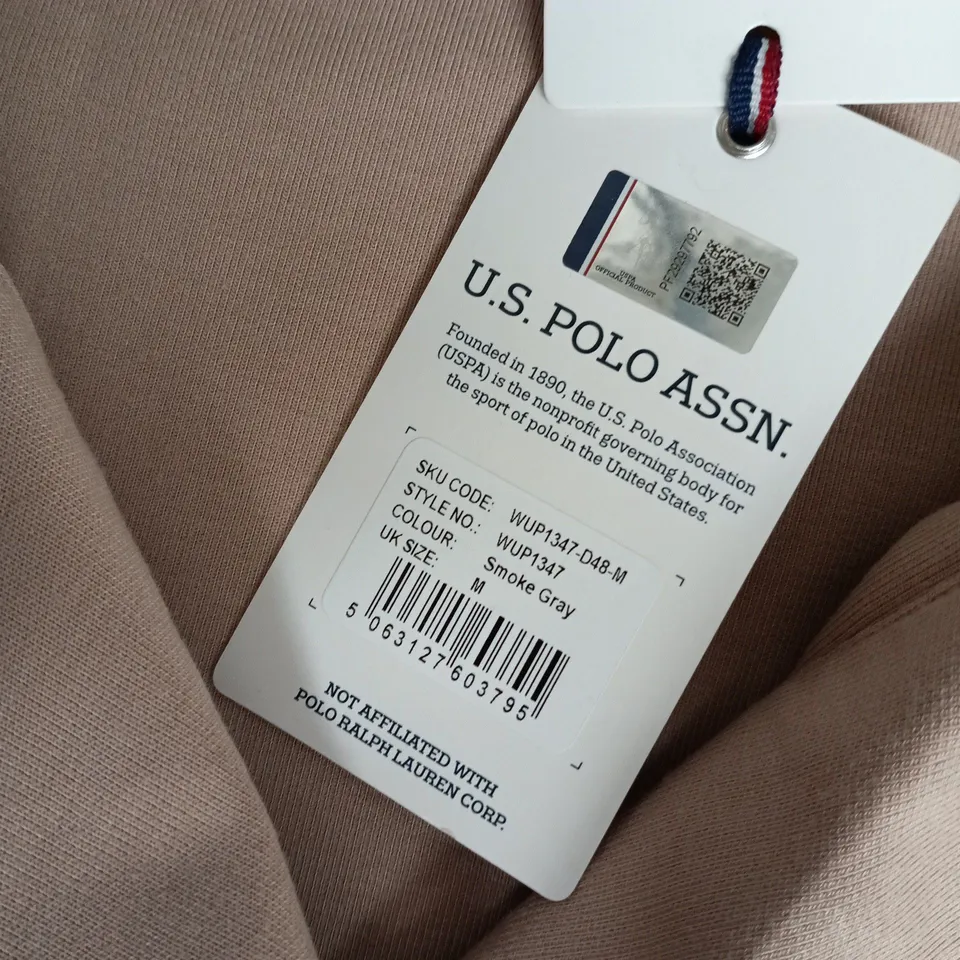 USPA
OFFICIAL PRODUCT
PF29297792
U.S. POLO ASSN.
Founded in 1890, the U.S. Polo Association
(USPA) is the nonprofit governing body for
the sport of polo in the United States.
SKU CODE: WUP1347-D48-M
STYLE NO.: WUP1347
COLOUR: Smoke Gray
UK SIZE: M
5 063127 603795
NOT AFFILIATED WITH
POLO RALPH LAUREN CORP.